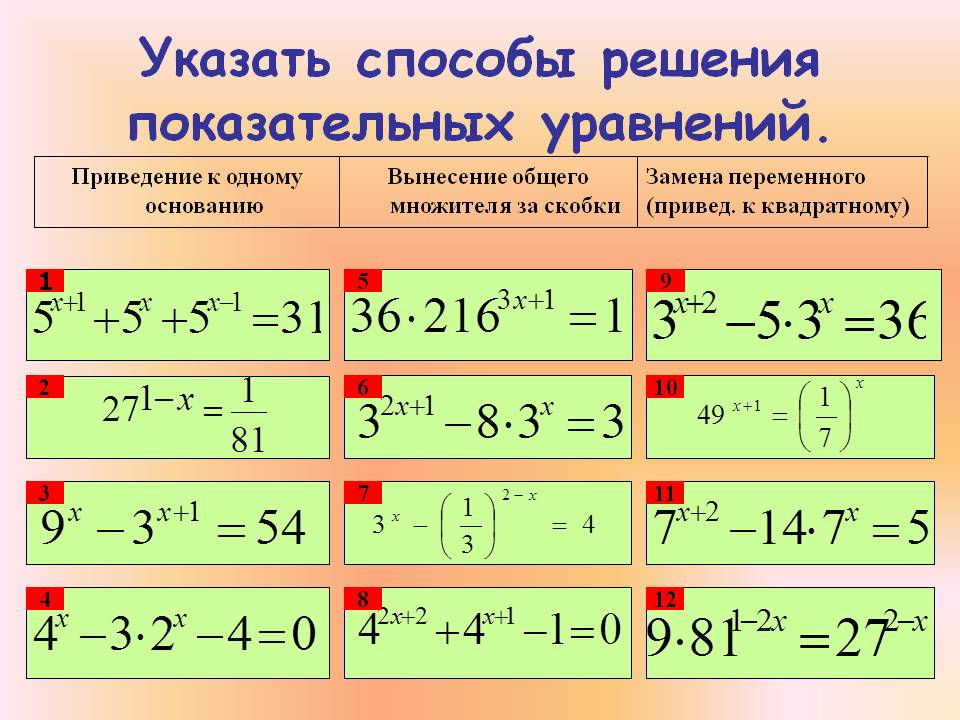 Указать способы решения
показательных уравнений.
Приведение к одному
основанию
Вынесение общего
множителя за скобки
Замена переменного
(привед. к квадратному)
1
5^{x+1} +5^x +5^{x–1} =31
2
27^{1–x} = 1/81
3
9^x – 3^{x+1} = 54
4
4^x –3·2^x –4=0
5
36·216^{3x+1} =1
6
3^{2x+1} –8·3^x =3
7
3^x – (1/3)^{2–x} = 4
8
4^{2x+2} +4^{x+1} –1=0
9
3^{x+2} –5·3^x =36
10
49^{x+1} = (1/7)^x
11
7^{x+2} –14·7^x =5
12
9·81^{1–2x} =27^{2–x}